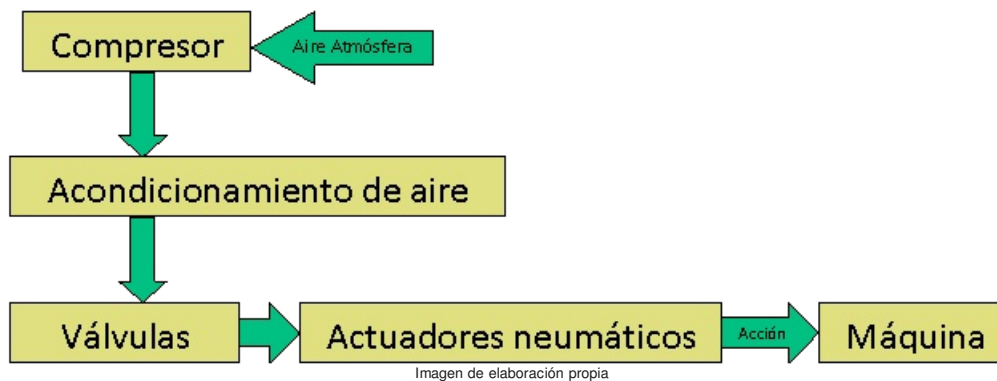 Compresor
Aire Atmósfera
Acondicionamiento de aire
Válvulas
Actuadores neumáticos
Acción
Máquina
Imagen de elaboración propia